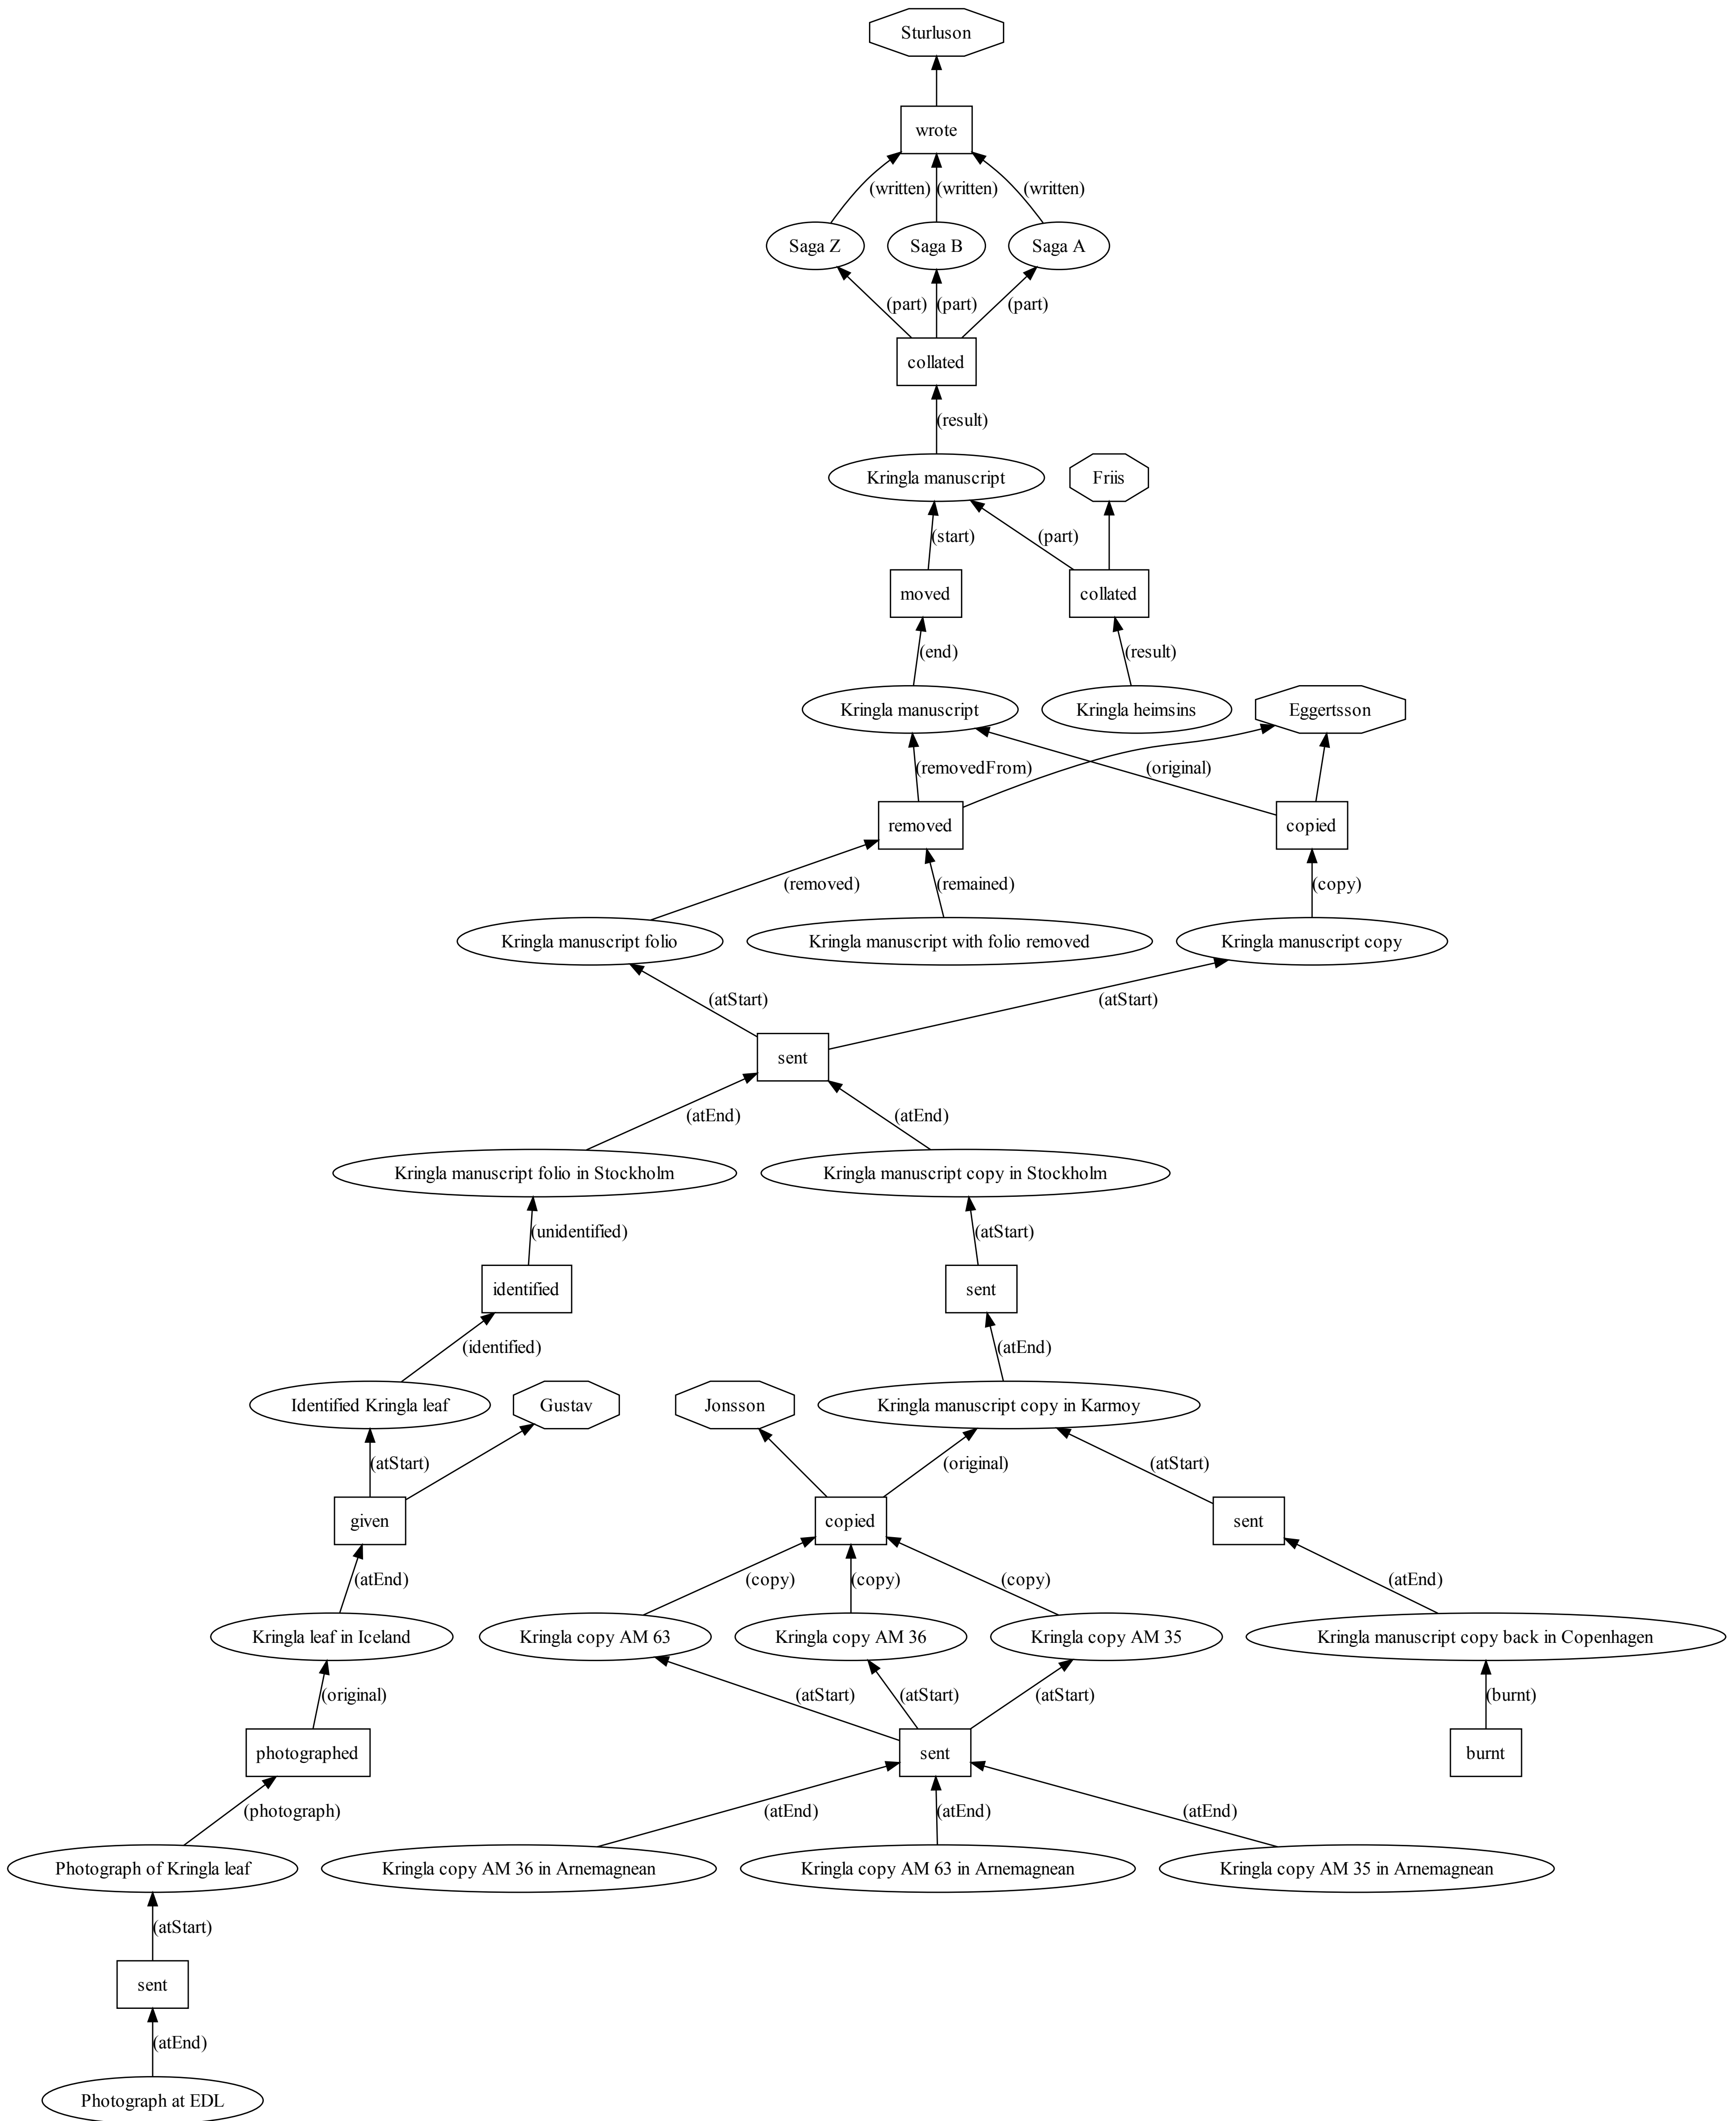 Sturluson
wrote
(written)
(written)
(written)
Saga Z
Saga B
Saga A
(part)
(part)
(part)
collated
(result)
Kringla manuscript
Friis
(start)
(part)
moved
collated
(end)
(result)
Kringla manuscript
Kringla heimsins
Eggertsson
(removedFrom)
(original)
removed
copied
(removed)
(remained)
(copy)
Kringla manuscript folio
Kringla manuscript with folio removed
Kringla manuscript copy
(atStart)
(atStart)
sent
(atEnd)
(atEnd)
Kringla manuscript folio in Stockholm
Kringla manuscript copy in Stockholm
(unidentified)
(atStart)
identified
sent
(identified)
(atEnd)
Identified Kringla leaf
Gustav
Jonsson
Kringla manuscript copy in Karmoy
(atStart)
(original)
(atStart)
given
copied
sent
(atEnd)
(copy)
(copy)
(copy)
(atEnd)
Kringla leaf in Iceland
Kringla copy AM 63
Kringla copy AM 36
Kringla copy AM 35
Kringla manuscript copy back in Copenhagen
(original)
(atStart)
(atStart)
(atStart)
(burnt)
photographed
sent
burnt
(photograph)
(atEnd)
(atEnd)
(atEnd)
Photograph of Kringla leaf
Kringla copy AM 36 in Arnemagnean
Kringla copy AM 63 in Arnemagnean
Kringla copy AM 35 in Arnemagnean
(atStart)
sent
(atEnd)
Photograph at EDL